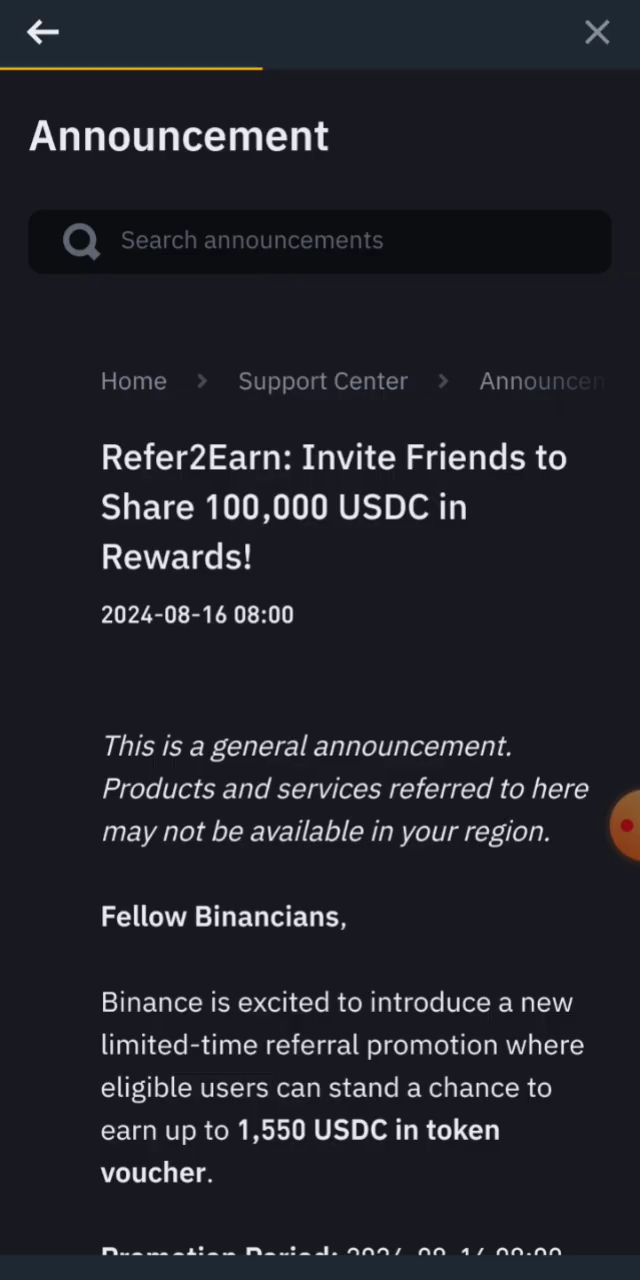 Announcement
Search announcements
Home > Support Center > Announcen
Refer2Earn: Invite Friends to
Share 100,000 USDC in
Rewards!
2024-08-16 08:00
This is a general announcement.
Products and services referred to here
may not be available in your region.
Fellow Binancians,
Binance is excited to introduce a new
limited-time referral promotion where
eligible users can stand a chance to
earn up to 1,550 USDC in token
voucher.
Promotion Period: